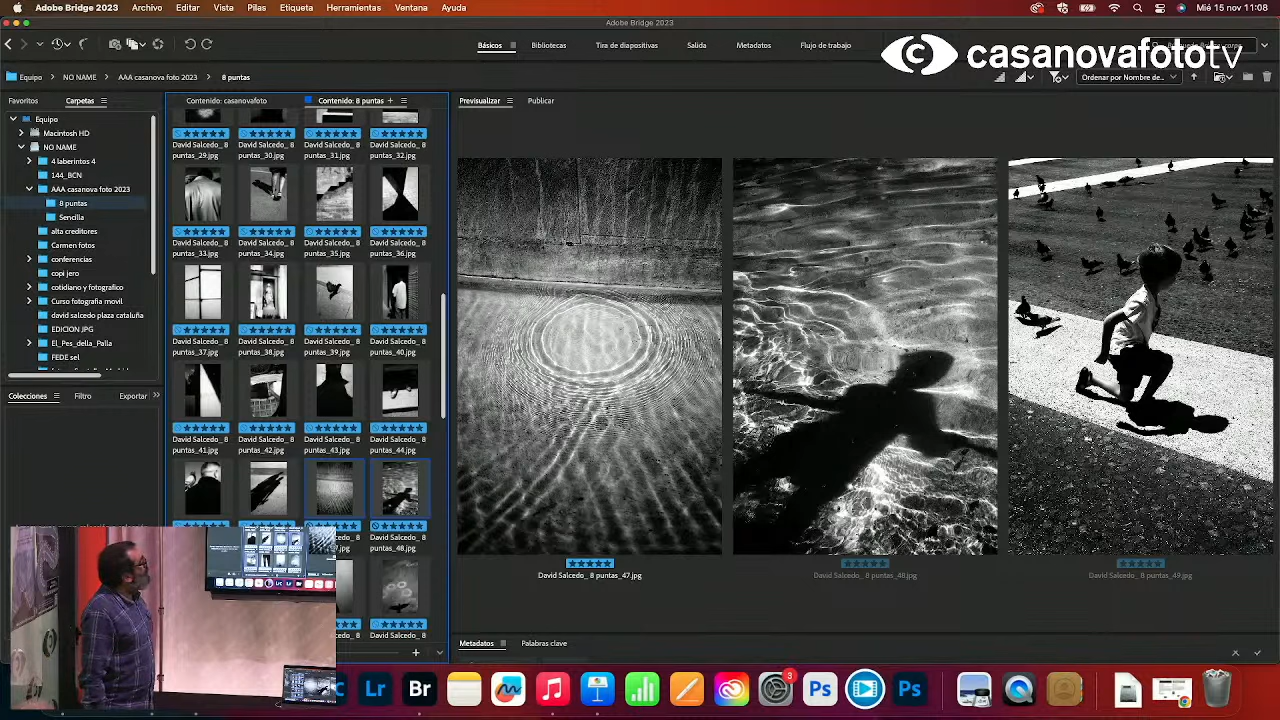 Adobe Bridge 2023 Archivo Editar Vista Pilas Etiquetas Herramientas Ventana Ayuda
Mié 15 nov 11:08
Adobe Bridge 2023
Básicos Bibliotecas Tira de diapositivas Salida Metadatos Flujo de trabajo
casanovafoto tv
Equipo NO NAME AAA casanova foto 2023 8 puntas
Ordenar por Nombre de...
Favoritos Carpetas
Contenido: casanovafoto Contenido: 8 puntas
Previsualizar Publicar
Equipo
Macintosh HD
NO NAME
4 laberintos 4
144_BCN
AAA casanova foto 2023
8 puntas
Sencilla
alta creditores
Carmen fotos
conferencias
copi jero
cotidiano y fotografico
Curso fotografia movil
david salcedo plaza cataluña
EDICION JPG
El_Pes_della_Palla
FEDE sel
Colecciones Filtro Exportar
David Salcedo_ 8 puntas_29.jpg
David Salcedo_ 8 puntas_30.jpg
David Salcedo_ 8 puntas_31.jpg
David Salcedo_ 8 puntas_32.jpg
David Salcedo_ 8 puntas_33.jpg
David Salcedo_ 8 puntas_34.jpg
David Salcedo_ 8 puntas_35.jpg
David Salcedo_ 8 puntas_36.jpg
David Salcedo_ 8 puntas_37.jpg
David Salcedo_ 8 puntas_38.jpg
David Salcedo_ 8 puntas_39.jpg
David Salcedo_ 8 puntas_40.jpg
David Salcedo_ 8 puntas_41.jpg
David Salcedo_ 8 puntas_42.jpg
David Salcedo_ 8 puntas_43.jpg
David Salcedo_ 8 puntas_44.jpg
David Salcedo_ 8
puntas_48.jpg
David Salcedo_ 8
David Salcedo_ 8 puntas_47.jpg
David Salcedo_ 8 puntas_48.jpg
David Salcedo_ 8 puntas_49.jpg
Metadatos Palabras clave
Lr Br 3 Ps Ps